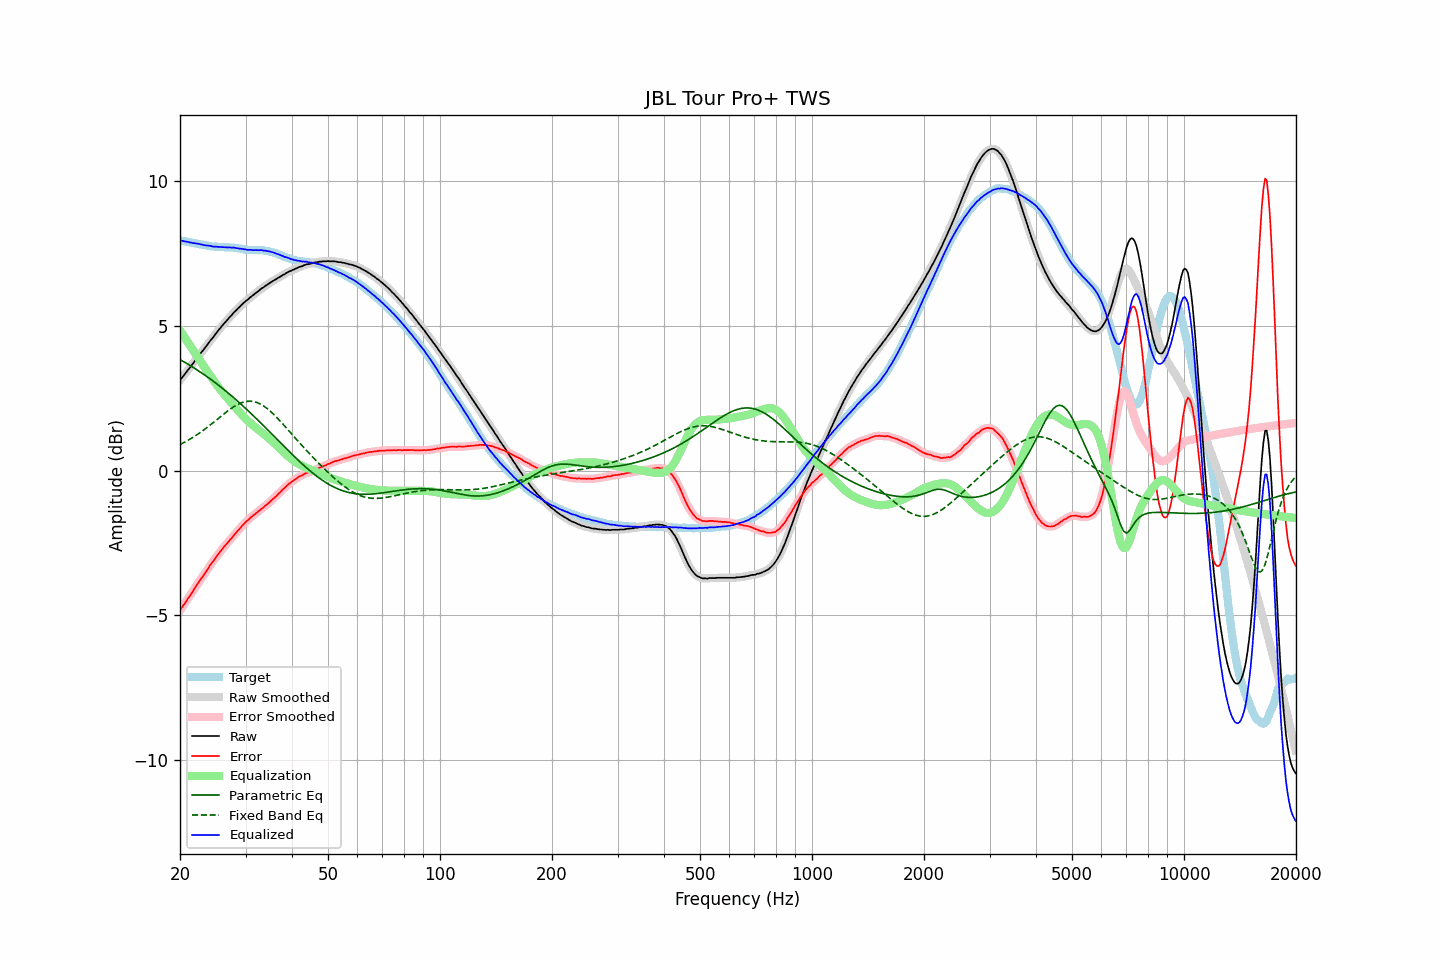 JBL Tour Pro+ TWS
Amplitude (dBr)
10
5
0
−5
−10
Target
Raw Smoothed
Error Smoothed
Raw
Error
Equalization
Parametric Eq
Fixed Band Eq
Equalized
20 50 100 200 500 1000 2000 5000 10000 20000
Frequency (Hz)